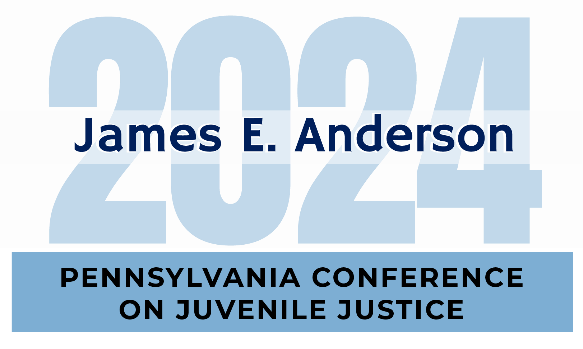 2024
James E. Anderson
PENNSYLVANIA CONFERENCE
ON JUVENILE JUSTICE